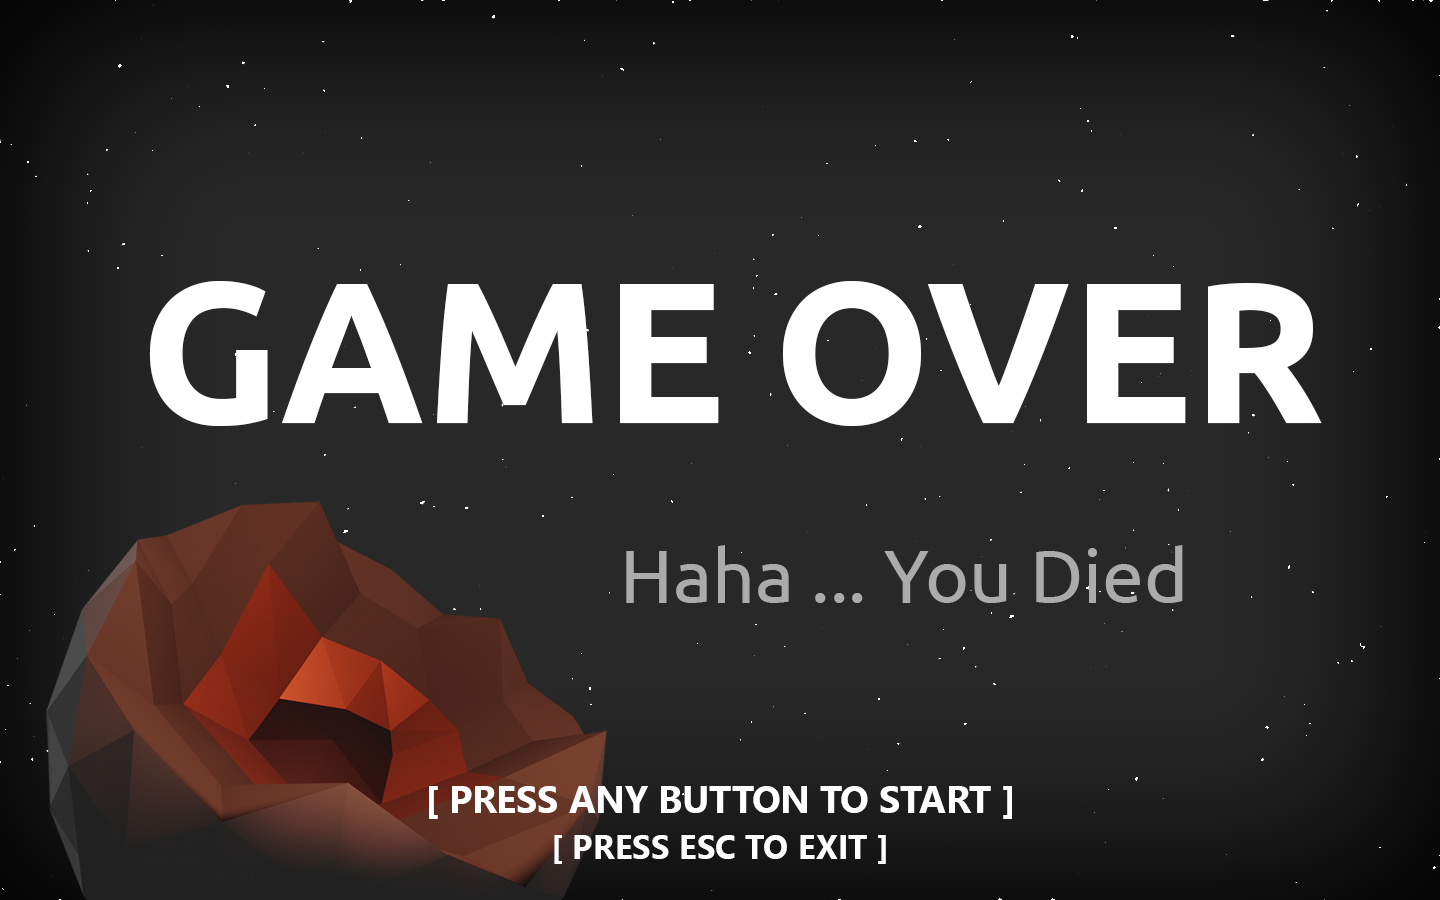 GAME OVER
Haha ... You Died
[ PRESS ANY BUTTON TO START ]
[ PRESS ESC TO EXIT ]